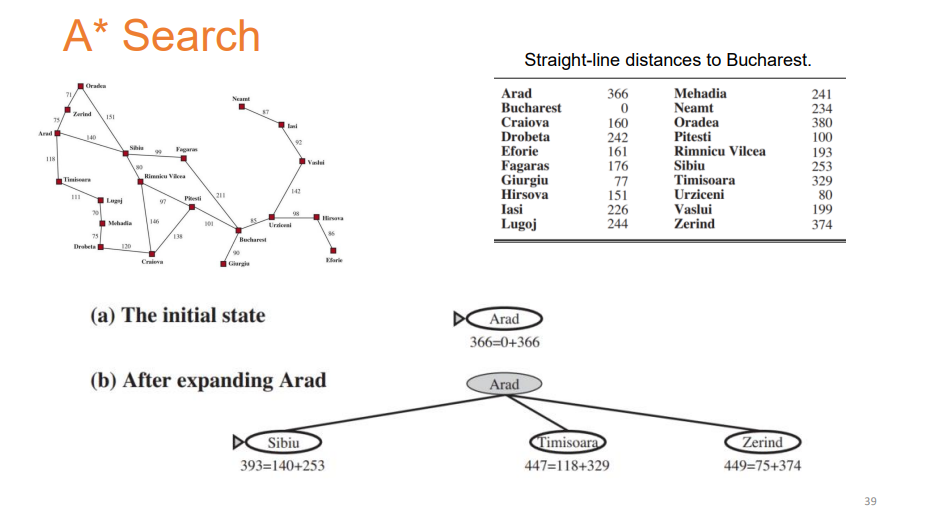 A* Search
Straight-line distances to Bucharest.
Oradea
71
Neamt
87
Zerind
151
75
Iasi
Arad
140
92
Sibiu
99
Fagaras
118
80
Vaslui
Rimnicu Vilcea
Timisoara
111
Lugoj
97
Pitesti
211
142
70
Mehadia
146
101
85
98
Hirsova
Urziceni
75
138
86
Bucharest
Drobeta
120
90
Craiova
Giurgiu
Eforie
Arad 366 Mehadia 241
Bucharest 0 Neamt 234
Craiova 160 Oradea 380
Drobeta 242 Pitesti 100
Eforie 161 Rimnicu Vilcea 193
Fagaras 176 Sibiu 253
Giurgiu 77 Timisoara 329
Hirsova 151 Urziceni 80
Iasi 226 Vaslui 199
Lugoj 244 Zerind 374
(a) The initial state
Arad
366=0+366
(b) After expanding Arad
Arad
Sibiu Timisoara Zerind
393=140+253 447=118+329 449=75+374
39